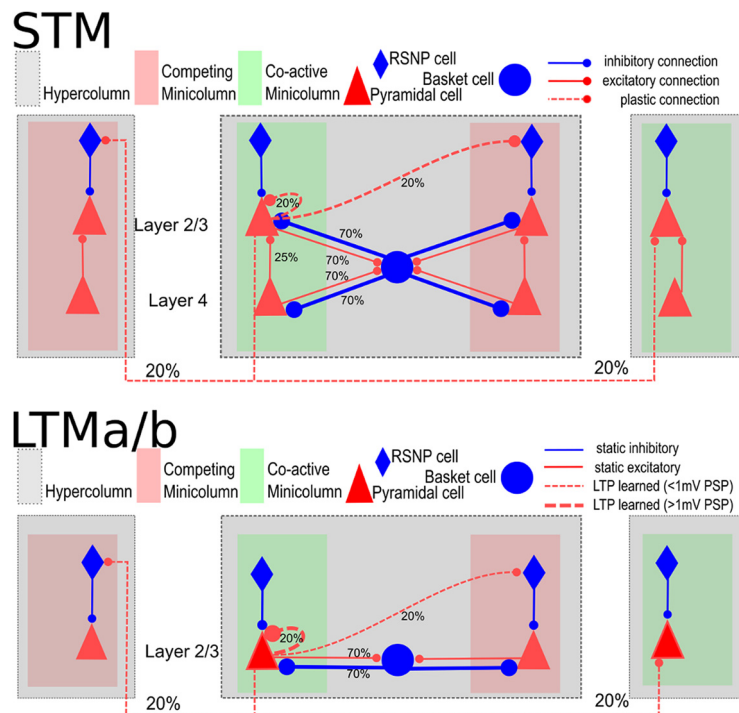 STM
RSNP cell
Hypercolumn
Competing
Minicolumn
Co-active
Minicolumn
Pyramidal cell
Basket cell
inhibitory connection
excitatory connection
plastic connection
20%
20%
Layer 2/3
70%
25%
70%
70%
Layer 4
70%
20%
20%
LTMa/b
RSNP cell
Hypercolumn
Competing
Minicolumn
Co-active
Minicolumn
Pyramidal cell
Basket cell
static inhibitory
static excitatory
LTP learned (<1mV PSP)
LTP learned (>1mV PSP)
20%
20%
Layer 2/3
70%
70%
20%
20%